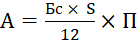 А = Бс × S / 12 × П